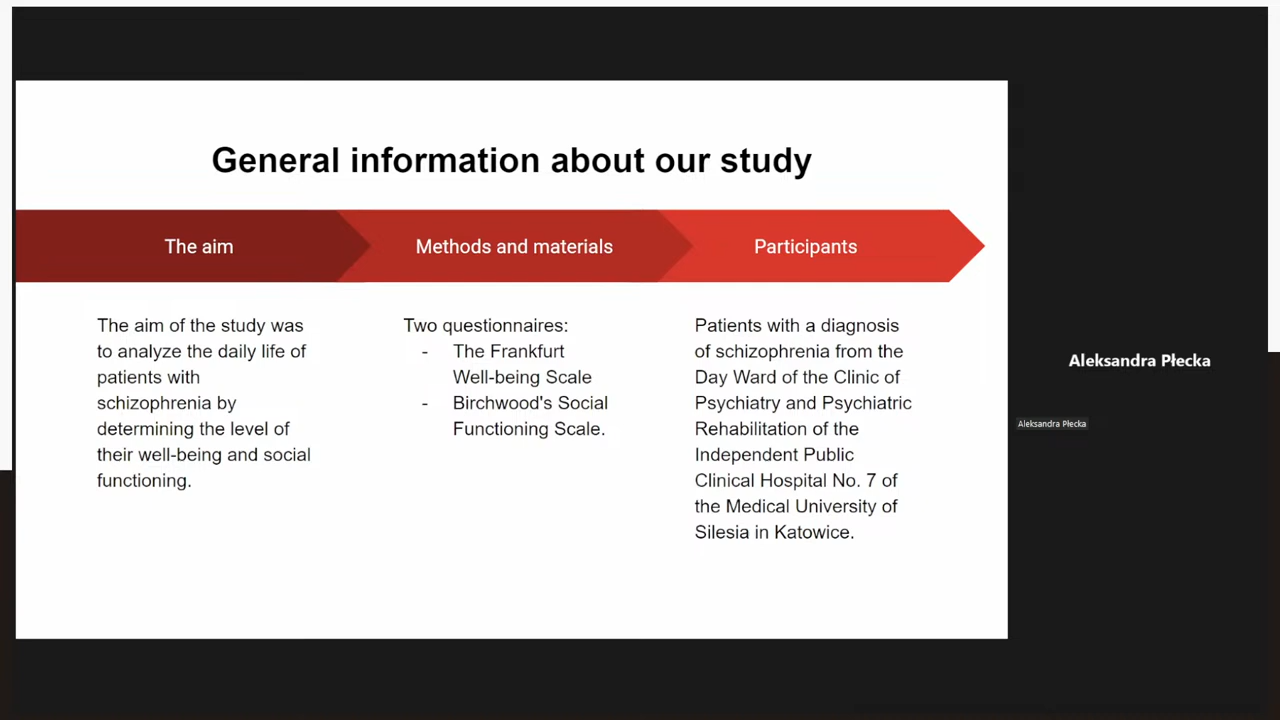 General information about our study
The aim
Methods and materials
Participants
The aim of the study was
to analyze the daily life of
patients with
schizophrenia by
determining the level of
their well-being and social
functioning.
Two questionnaires:
- The Frankfurt
Well-being Scale
- Birchwood's Social
Functioning Scale.
Patients with a diagnosis
of schizophrenia from the
Day Ward of the Clinic of
Psychiatry and Psychiatric
Rehabilitation of the
Independent Public
Clinical Hospital No. 7 of
the Medical University of
Silesia in Katowice.
Aleksandra Płecka
Aleksandra Płecka